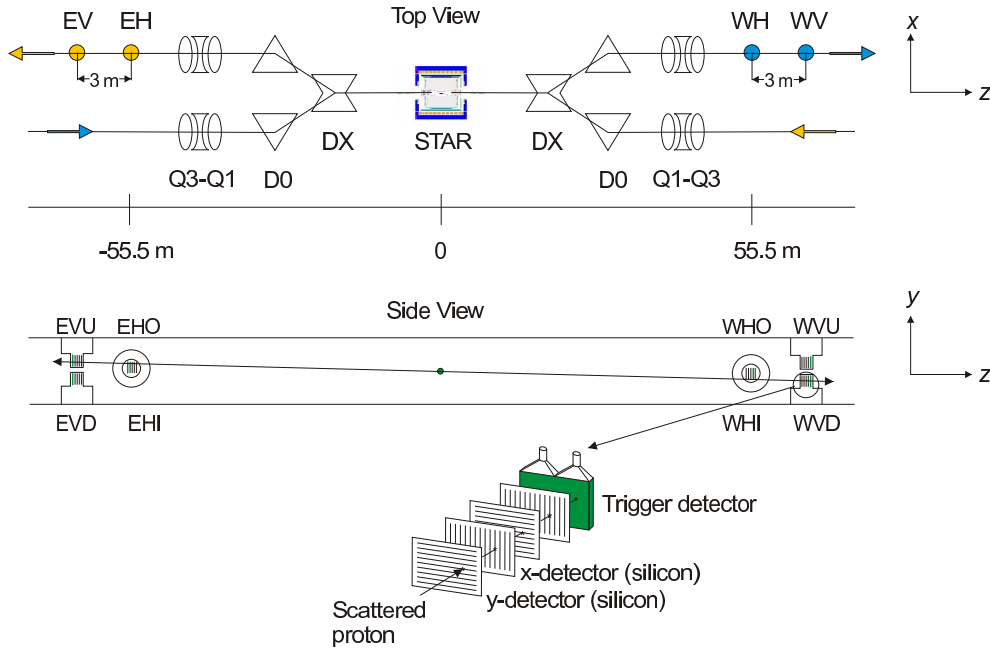 Top View
EV EH WH WV
x
3 m 3 m
z
DX STAR DX
Q3-Q1 D0 D0 Q1-Q3
-55.5 m 0 55.5 m
Side View
y
EVU EHO WHO WVU
z
EVD EHI WHI WVD
Trigger detector
x-detector (silicon)
y-detector (silicon)
Scattered
proton